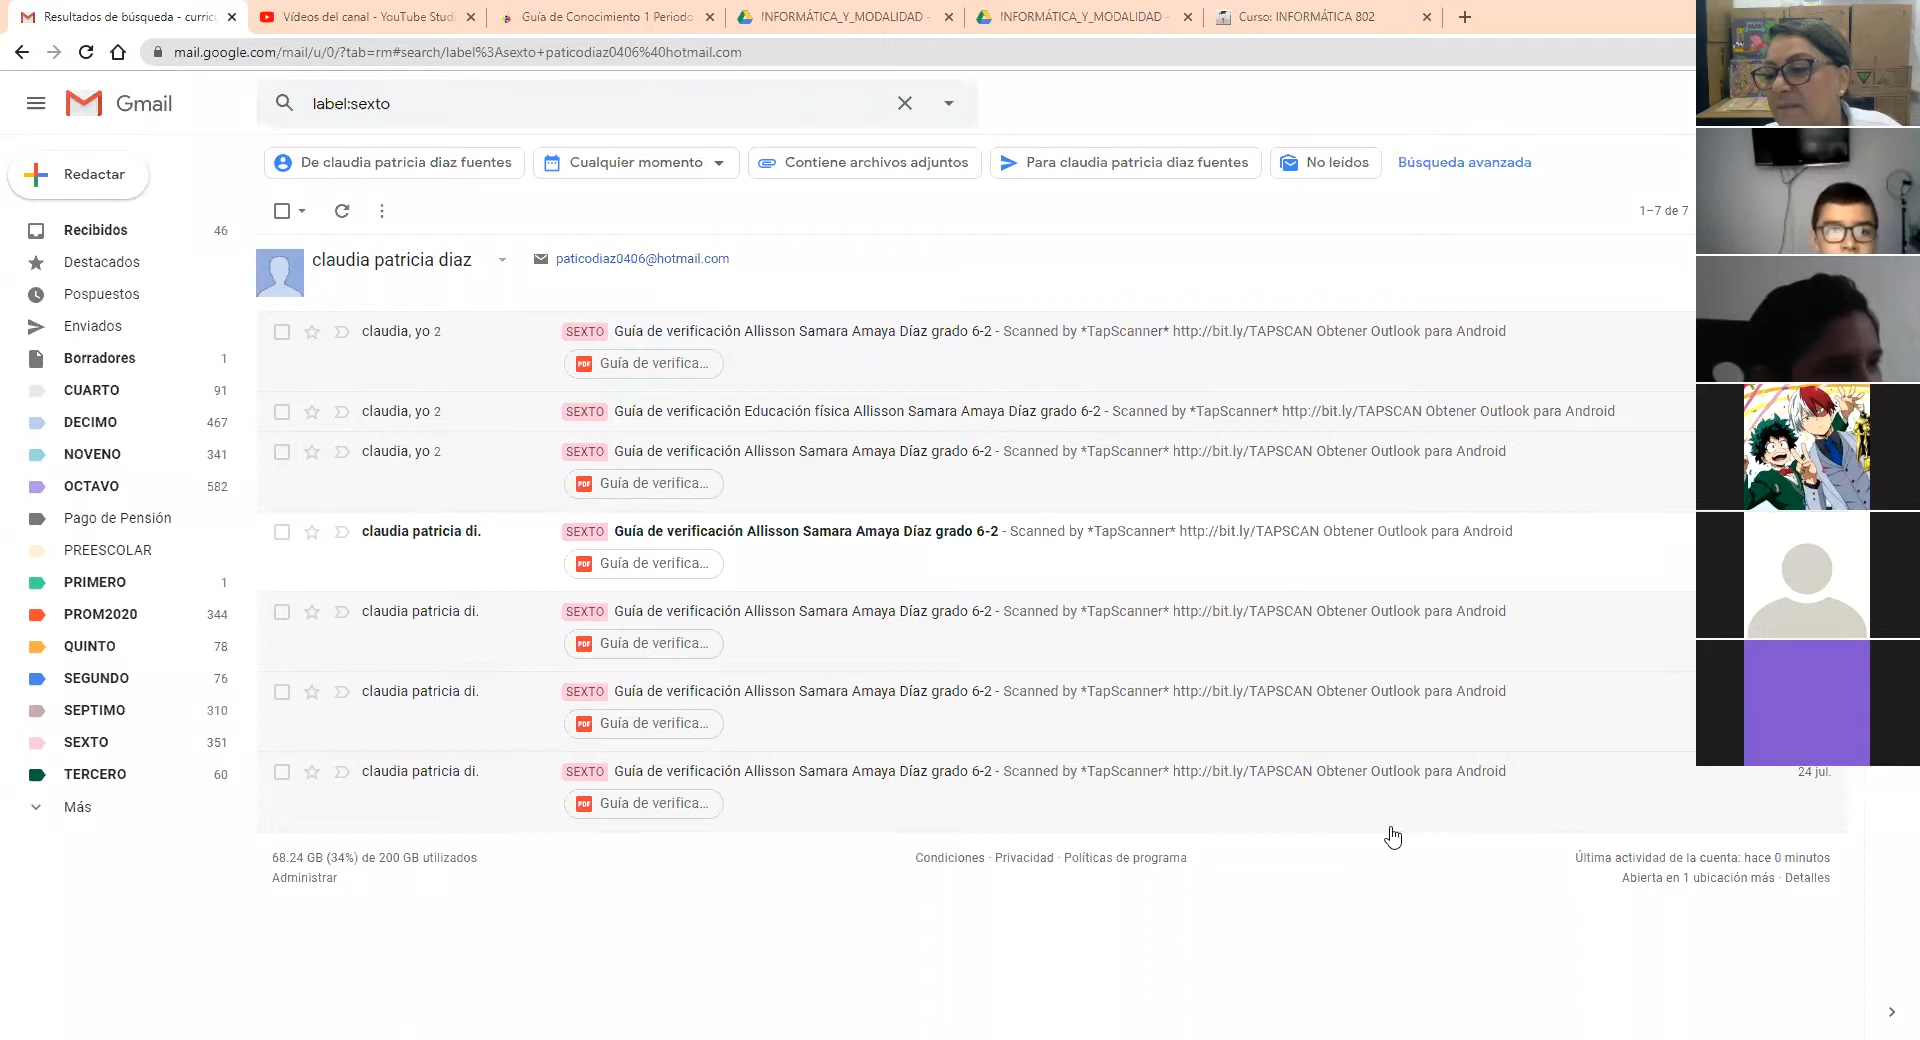 Resultados de búsqueda - curric
Vídeos del canal - YouTube Studi
Guía de Conocimiento 1 Periodo
!NFORMÁTICA_Y_MODALIDAD -
!NFORMÁTICA_Y_MODALIDAD -
Curso: INFORMÁTICA 802
mail.google.com/mail/u/0/?tab=rm#search/label%3Asexto+paticodiaz0406%40hotmail.com
Gmail
label:sexto
De claudia patricia diaz fuentes
Cualquier momento
Contiene archivos adjuntos
Para claudia patricia diaz fuentes
No leídos
Búsqueda avanzada
Redactar
1–7 de 7
Recibidos 46
Destacados
Pospuestos
Enviados
Borradores 1
CUARTO 91
DECIMO 467
NOVENO 341
OCTAVO 582
Pago de Pensión
PREESCOLAR
PRIMERO 1
PROM2020 344
QUINTO 78
SEGUNDO 76
SEPTIMO 310
SEXTO 351
TERCERO 60
Más
claudia patricia diaz
paticodiaz0406@hotmail.com
claudia, yo 2 SEXTO Guía de verificación Allisson Samara Amaya Díaz grado 6-2 - Scanned by *TapScanner* http://bit.ly/TAPSCAN Obtener Outlook para Android
PDF Guía de verifica...
claudia, yo 2 SEXTO Guía de verificación Educación física Allisson Samara Amaya Díaz grado 6-2 - Scanned by *TapScanner* http://bit.ly/TAPSCAN Obtener Outlook para Android
claudia, yo 2 SEXTO Guía de verificación Allisson Samara Amaya Díaz grado 6-2 - Scanned by *TapScanner* http://bit.ly/TAPSCAN Obtener Outlook para Android
PDF Guía de verifica...
claudia patricia di. SEXTO Guía de verificación Allisson Samara Amaya Díaz grado 6-2 - Scanned by *TapScanner* http://bit.ly/TAPSCAN Obtener Outlook para Android
PDF Guía de verifica...
claudia patricia di. SEXTO Guía de verificación Allisson Samara Amaya Díaz grado 6-2 - Scanned by *TapScanner* http://bit.ly/TAPSCAN Obtener Outlook para Android
PDF Guía de verifica...
claudia patricia di. SEXTO Guía de verificación Allisson Samara Amaya Díaz grado 6-2 - Scanned by *TapScanner* http://bit.ly/TAPSCAN Obtener Outlook para Android
PDF Guía de verifica...
claudia patricia di. SEXTO Guía de verificación Allisson Samara Amaya Díaz grado 6-2 - Scanned by *TapScanner* http://bit.ly/TAPSCAN Obtener Outlook para Android 24 jul.
PDF Guía de verifica...
68.24 GB (34%) de 200 GB utilizados
Administrar
Condiciones · Privacidad · Políticas de programa
Última actividad de la cuenta: hace 0 minutos
Abierta en 1 ubicación más · Detalles